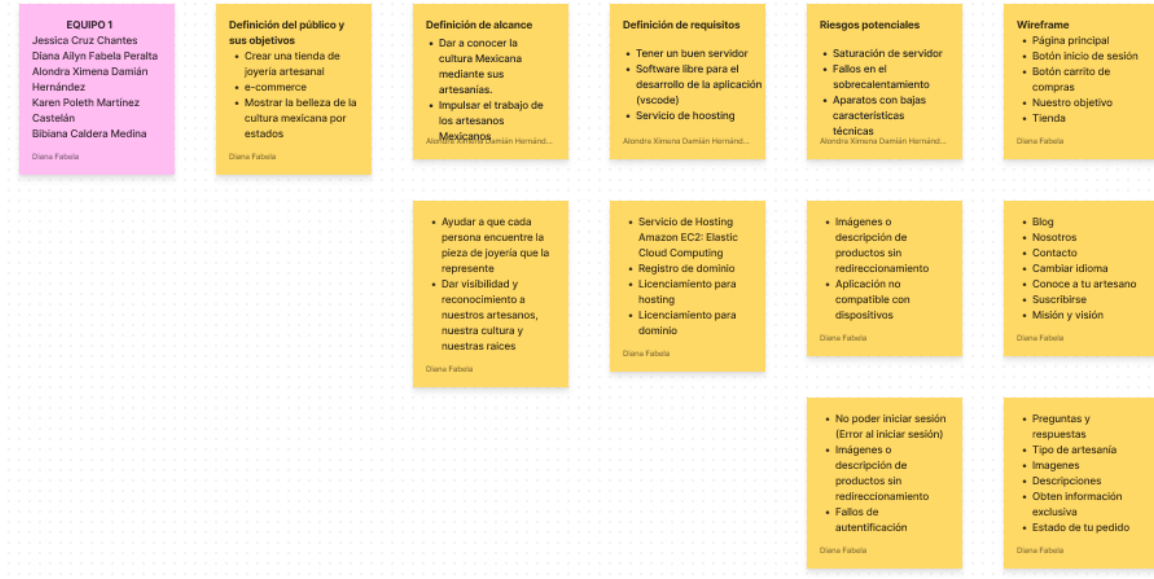 EQUIPO 1
Jessica Cruz Chantes
Diana Ailyn Fabela Peralta
Alondra Ximena Damián
Hernández
Karen Poleth Martínez
Castelán
Bibiana Caldera Medina
Diana Fabela
Definición del público y
sus objetivos
• Crear una tienda de
joyería artesanal
• e-commerce
• Mostrar la belleza de la
cultura mexicana por
estados
Diana Fabela
Definición de alcance
• Dar a conocer la
cultura Mexicana
mediante sus
artesanías.
• Impulsar el trabajo de
los artesanos
Mexicanos
Alondra Ximena Damián Hernánd...
Definición de requisitos
• Tener un buen servidor
• Software libre para el
desarrollo de la aplicación
(vscode)
• Servicio de hoosting
Alondra Ximena Damián Hernánd...
Riesgos potenciales
• Saturación de servidor
• Fallos en el
sobrecalentamiento
• Aparatos con bajas
características
técnicas
Alondra Ximena Damián Hernánd...
Wireframe
• Página principal
• Botón inicio de sesión
• Botón carrito de
compras
• Nuestro objetivo
• Tienda
Diana Fabela
• Ayudar a que cada
persona encuentre la
pieza de joyería que la
represente
• Dar visibilidad y
reconocimiento a
nuestros artesanos,
nuestra cultura y
nuestras raices
Diana Fabela
• Servicio de Hosting
Amazon EC2: Elastic
Cloud Computing
• Registro de dominio
• Licenciamiento para
hosting
• Licenciamiento para
dominio
Diana Fabela
• Imágenes o
descripción de
productos sin
redireccionamiento
• Aplicación no
compatible con
dispositivos
Diana Fabela
• Blog
• Nosotros
• Contacto
• Cambiar idioma
• Conoce a tu artesano
• Suscribirse
• Misión y visión
Diana Fabela
• No poder iniciar sesión
(Error al iniciar sesión)
• Imágenes o
descripción de
productos sin
redireccionamiento
• Fallos de
autentificación
Diana Fabela
• Preguntas y
respuestas
• Tipo de artesanía
• Imagenes
• Descripciones
• Obten información
exclusiva
• Estado de tu pedido
Diana Fabela